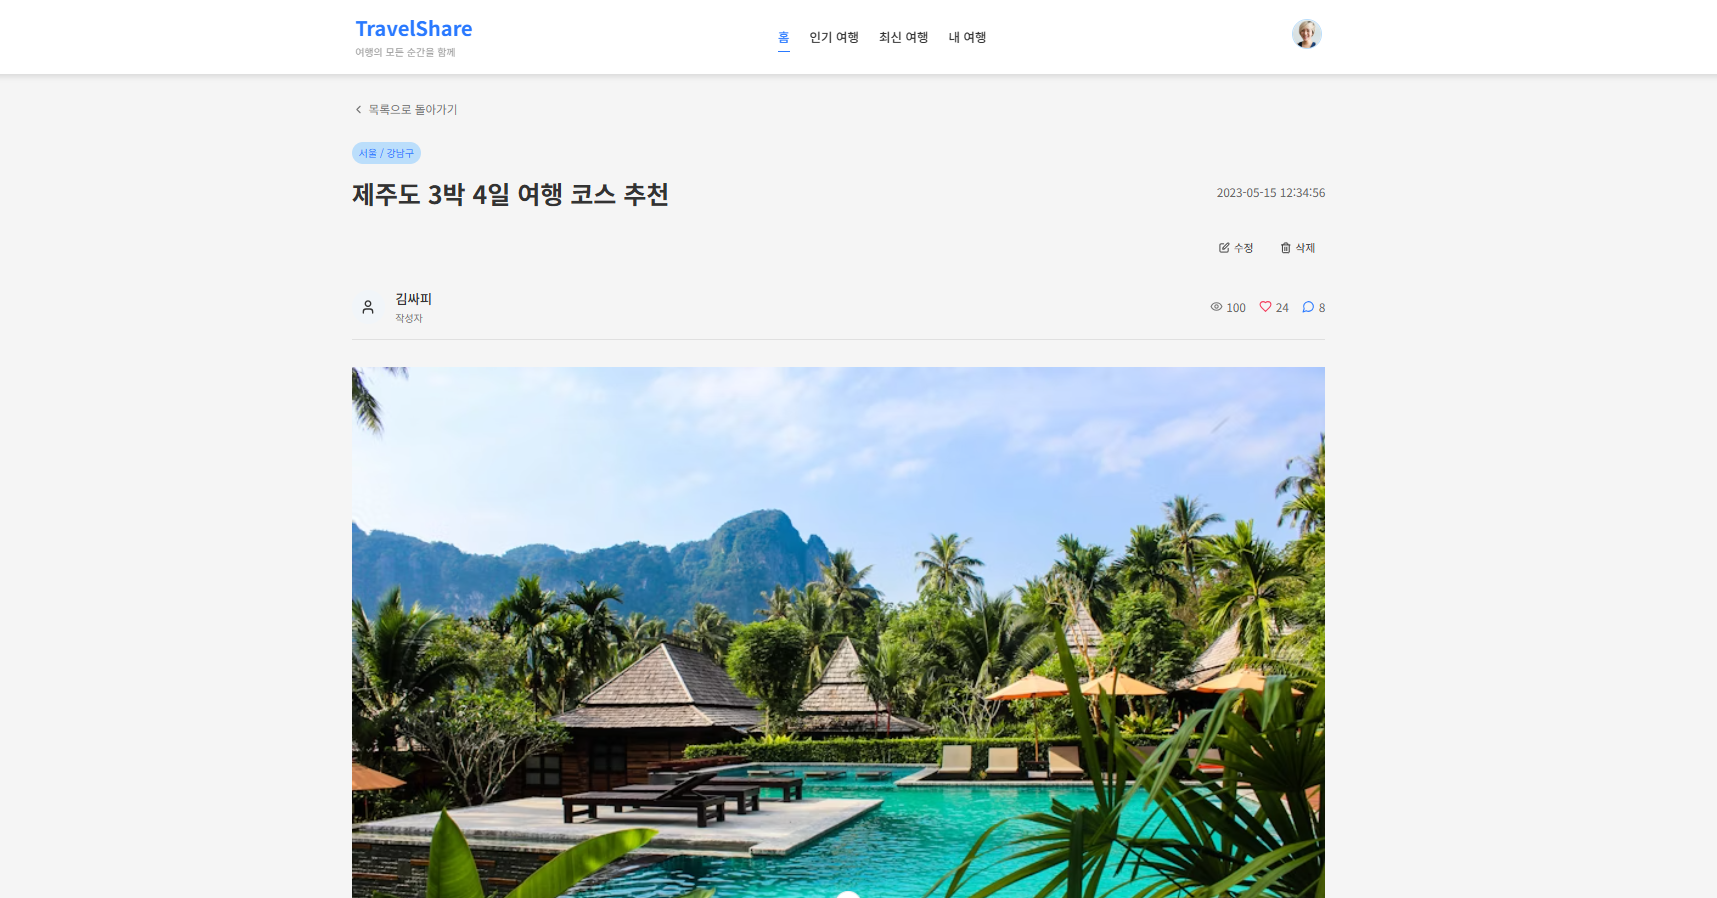 TravelShare
여행의 모든 순간을 함께
홈 인기 여행 최신 여행 내 여행
목록으로 돌아가기
서울 / 강남구
제주도 3박 4일 여행 코스 추천
2023-05-15 12:34:56
수정 삭제
김싸피
작성자
100 24 8